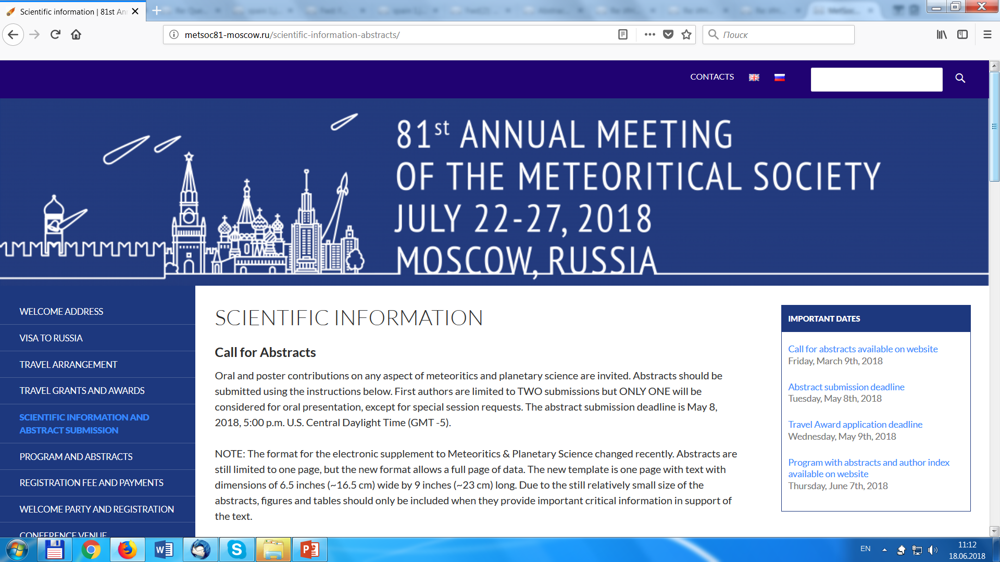 Scientific information | 81st An
metsoc81-moscow.ru/scientific-information-abstracts/
Поиск
CONTACTS
81st ANNUAL MEETING
OF THE METEORITICAL SOCIETY
JULY 22-27, 2018
MOSCOW, RUSSIA
WELCOME ADDRESS
VISA TO RUSSIA
TRAVEL ARRANGEMENT
TRAVEL GRANTS AND AWARDS
SCIENTIFIC INFORMATION AND
ABSTRACT SUBMISSION
PROGRAM AND ABSTRACTS
REGISTRATION FEE AND PAYMENTS
WELCOME PARTY AND REGISTRATION
CONFERENCE VENUE
SCIENTIFIC INFORMATION
Call for Abstracts
Oral and poster contributions on any aspect of meteoritics and planetary science are invited. Abstracts should be
submitted using the instructions below. First authors are limited to TWO submissions but ONLY ONE will be
considered for oral presentation, except for special session requests. The abstract submission deadline is May 8,
2018, 5:00 p.m. U.S. Central Daylight Time (GMT -5).
NOTE: The format for the electronic supplement to Meteoritics & Planetary Science changed recently. Abstracts are
still limited to one page, but the new format allows a full page of data. The new template is one page with text with
dimensions of 6.5 inches (~16.5 cm) wide by 9 inches (~23 cm) long. Due to the still relatively small size of the
abstracts, figures and tables should only be included when they provide important critical information in support of
the text.
IMPORTANT DATES
Call for abstracts available on website
Friday, March 9th, 2018
Abstract submission deadline
Tuesday, May 8th, 2018
Travel Award application deadline
Wednesday, May 9th, 2018
Program with abstracts and author index
available on website
Thursday, June 7th, 2018
EN
11:12
18.06.2018